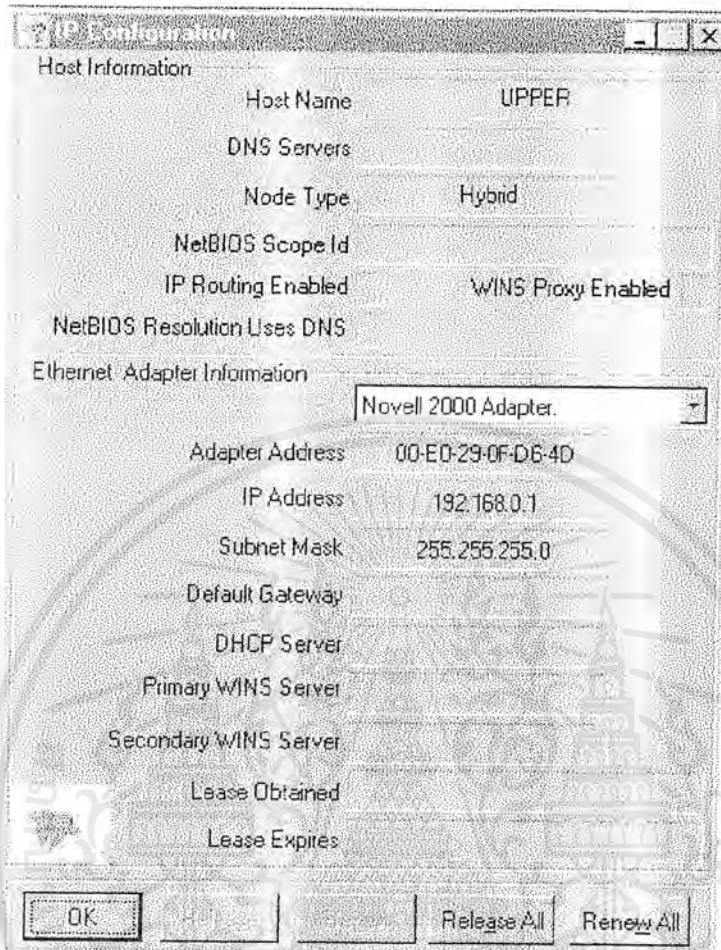 IP Configuration
Host Information
Host Name UPPER
DNS Servers
Node Type Hybrid
NetBIOS Scope Id
IP Routing Enabled WINS Proxy Enabled
NetBIOS Resolution Uses DNS
Ethernet Adapter Information
Novell 2000 Adapter.
Adapter Address 00-E0-29-0F-D6-4D
IP Address 192.168.0.1
Subnet Mask 255.255.255.0
Default Gateway
DHCP Server
Primary WINS Server
Secondary WINS Server
Lease Obtained
Lease Expires
OK Release All Renew All